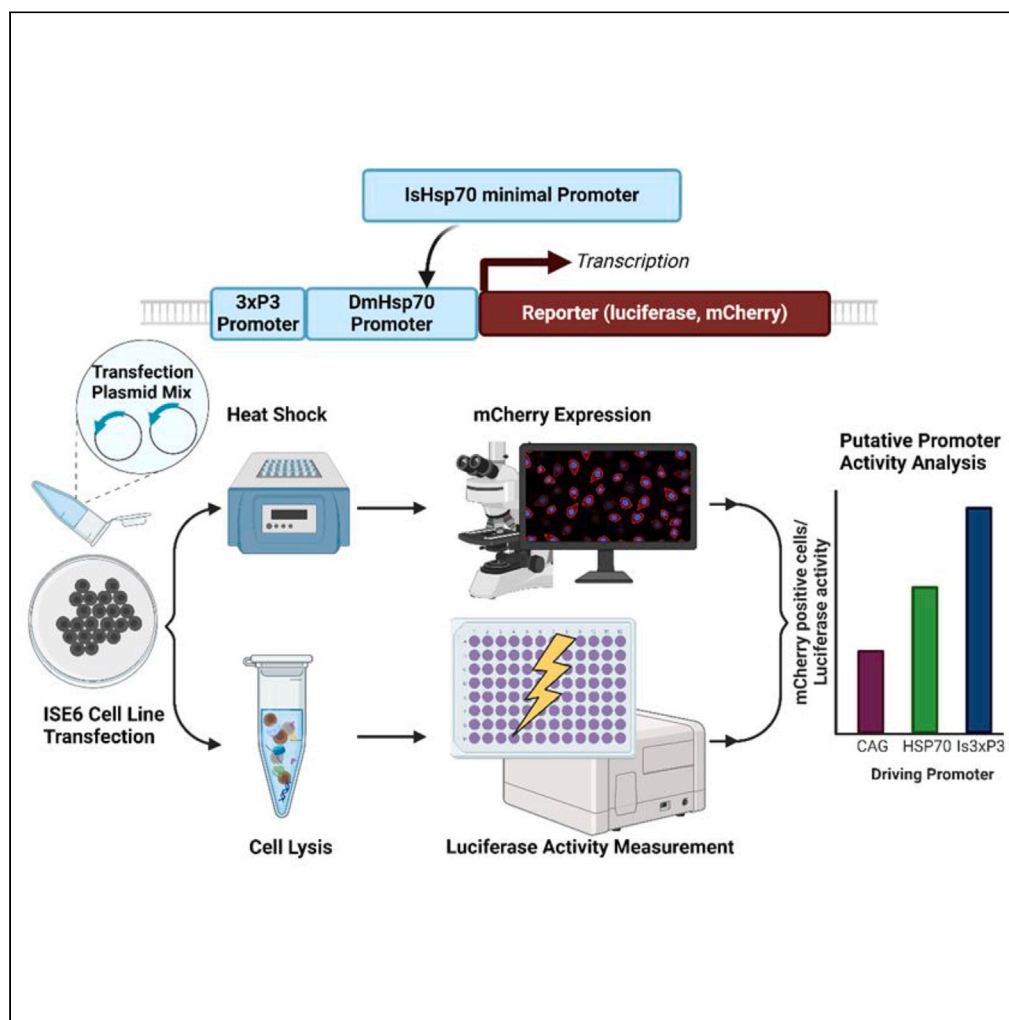 IsHsp70 minimal Promoter
Transcription
3xP3
Promoter
DmHsp70
Promoter
Reporter (luciferase, mCherry)
Transfection
Plasmid Mix
Heat Shock
mCherry Expression
ISE6 Cell Line
Transfection
Cell Lysis
Luciferase Activity Measurement
Putative Promoter
Activity Analysis
mCherry positive cells/
Luciferase activity
CAG HSP70 Is3xP3
Driving Promoter